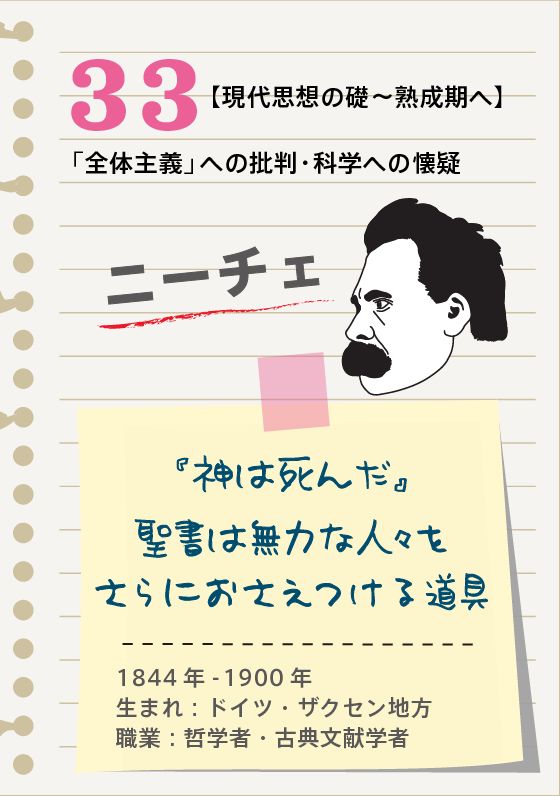 33【現代思想の礎〜熟成期へ】
「全体主義」への批判・科学への懐疑
ニーチェ
『神は死んだ』
聖書は無力な人々を
さらにおさえつける道具
1844年-1900年
生まれ：ドイツ・ザクセン地方
職業：哲学者・古典文献学者